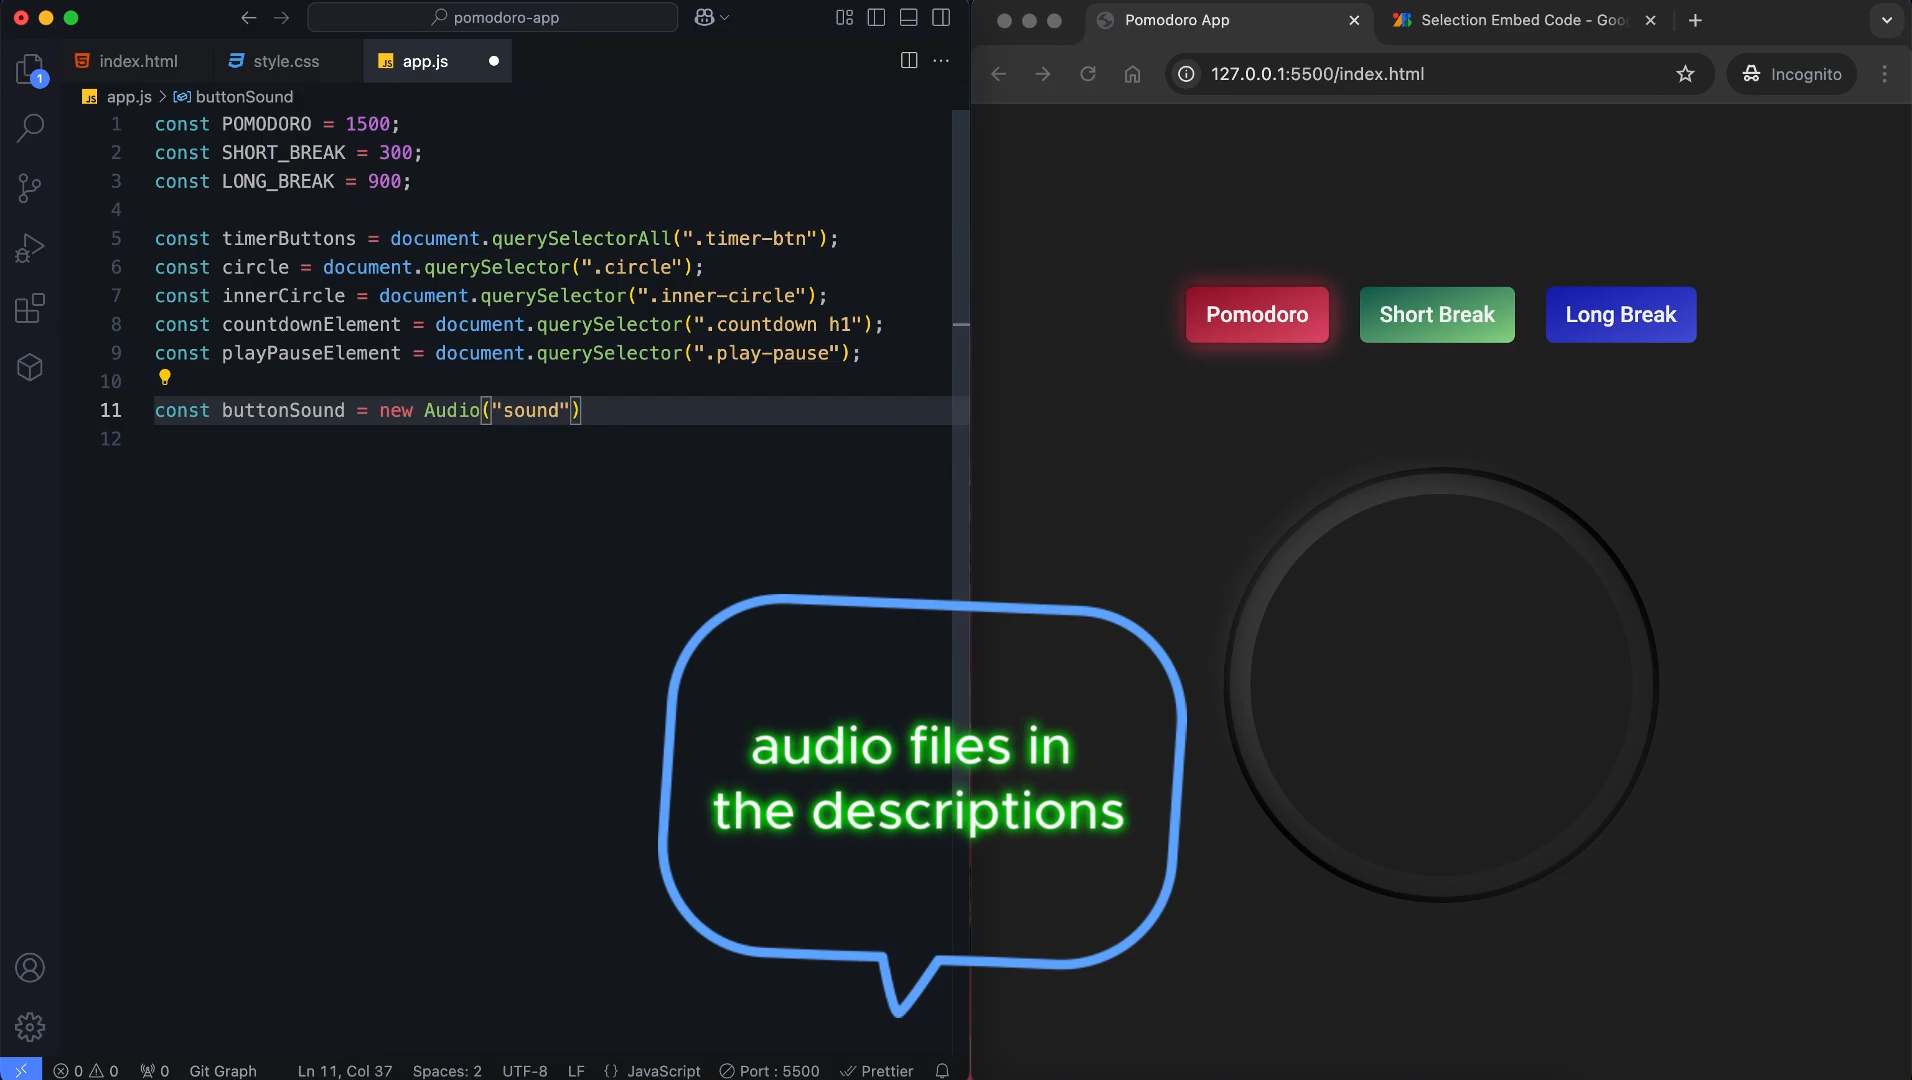 pomodoro-app
index.html
style.css
JS app.js
1
JS app.js > buttonSound
1 const POMODORO = 1500;
2 const SHORT_BREAK = 300;
3 const LONG_BREAK = 900;
4
5 const timerButtons = document.querySelectorAll(".timer-btn");
6 const circle = document.querySelector(".circle");
7 const innerCircle = document.querySelector(".inner-circle");
8 const countdownElement = document.querySelector(".countdown h1");
9 const playPauseElement = document.querySelector(".play-pause");
10
11 const buttonSound = new Audio("sound")
12
0 0 0 Git Graph Ln 11, Col 37 Spaces: 2 UTF-8 LF {} JavaScript Port : 5500 Prettier
Pomodoro App
Selection Embed Code - Goo
127.0.0.1:5500/index.html
Incognito
Pomodoro
Short Break
Long Break
audio files in
the descriptions